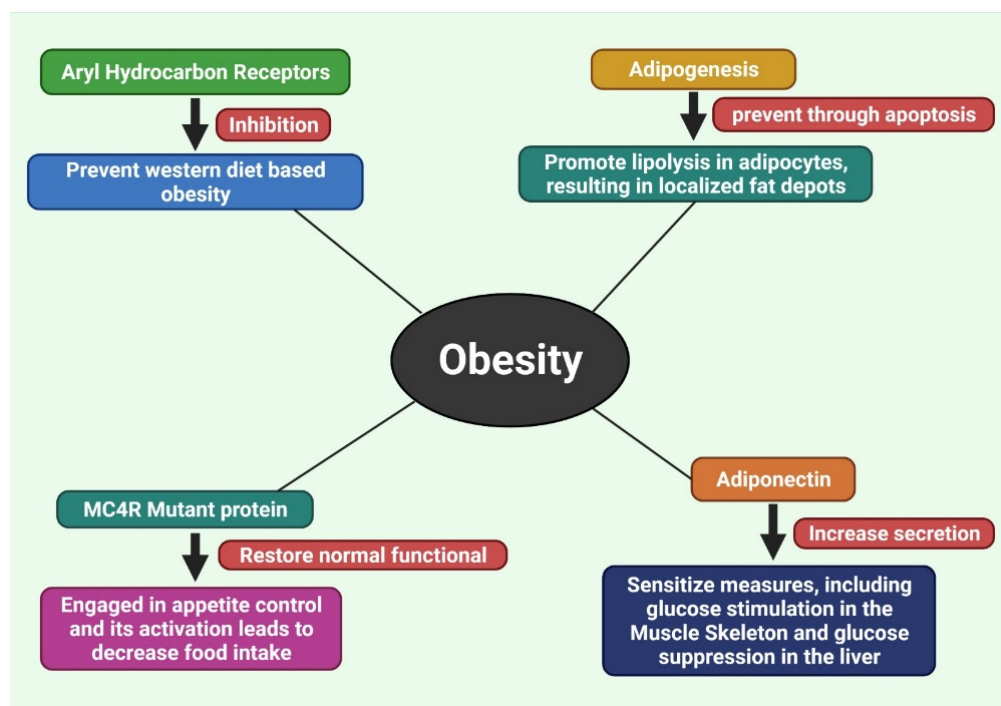 Aryl Hydrocarbon Receptors
Inhibition
Prevent western diet based
obesity
Adipogenesis
prevent through apoptosis
Promote lipolysis in adipocytes,
resulting in localized fat depots
Obesity
MC4R Mutant protein
Restore normal functional
Engaged in appetite control
and its activation leads to
decrease food intake
Adiponectin
Increase secretion
Sensitize measures, including
glucose stimulation in the
Muscle Skeleton and glucose
suppression in the liver